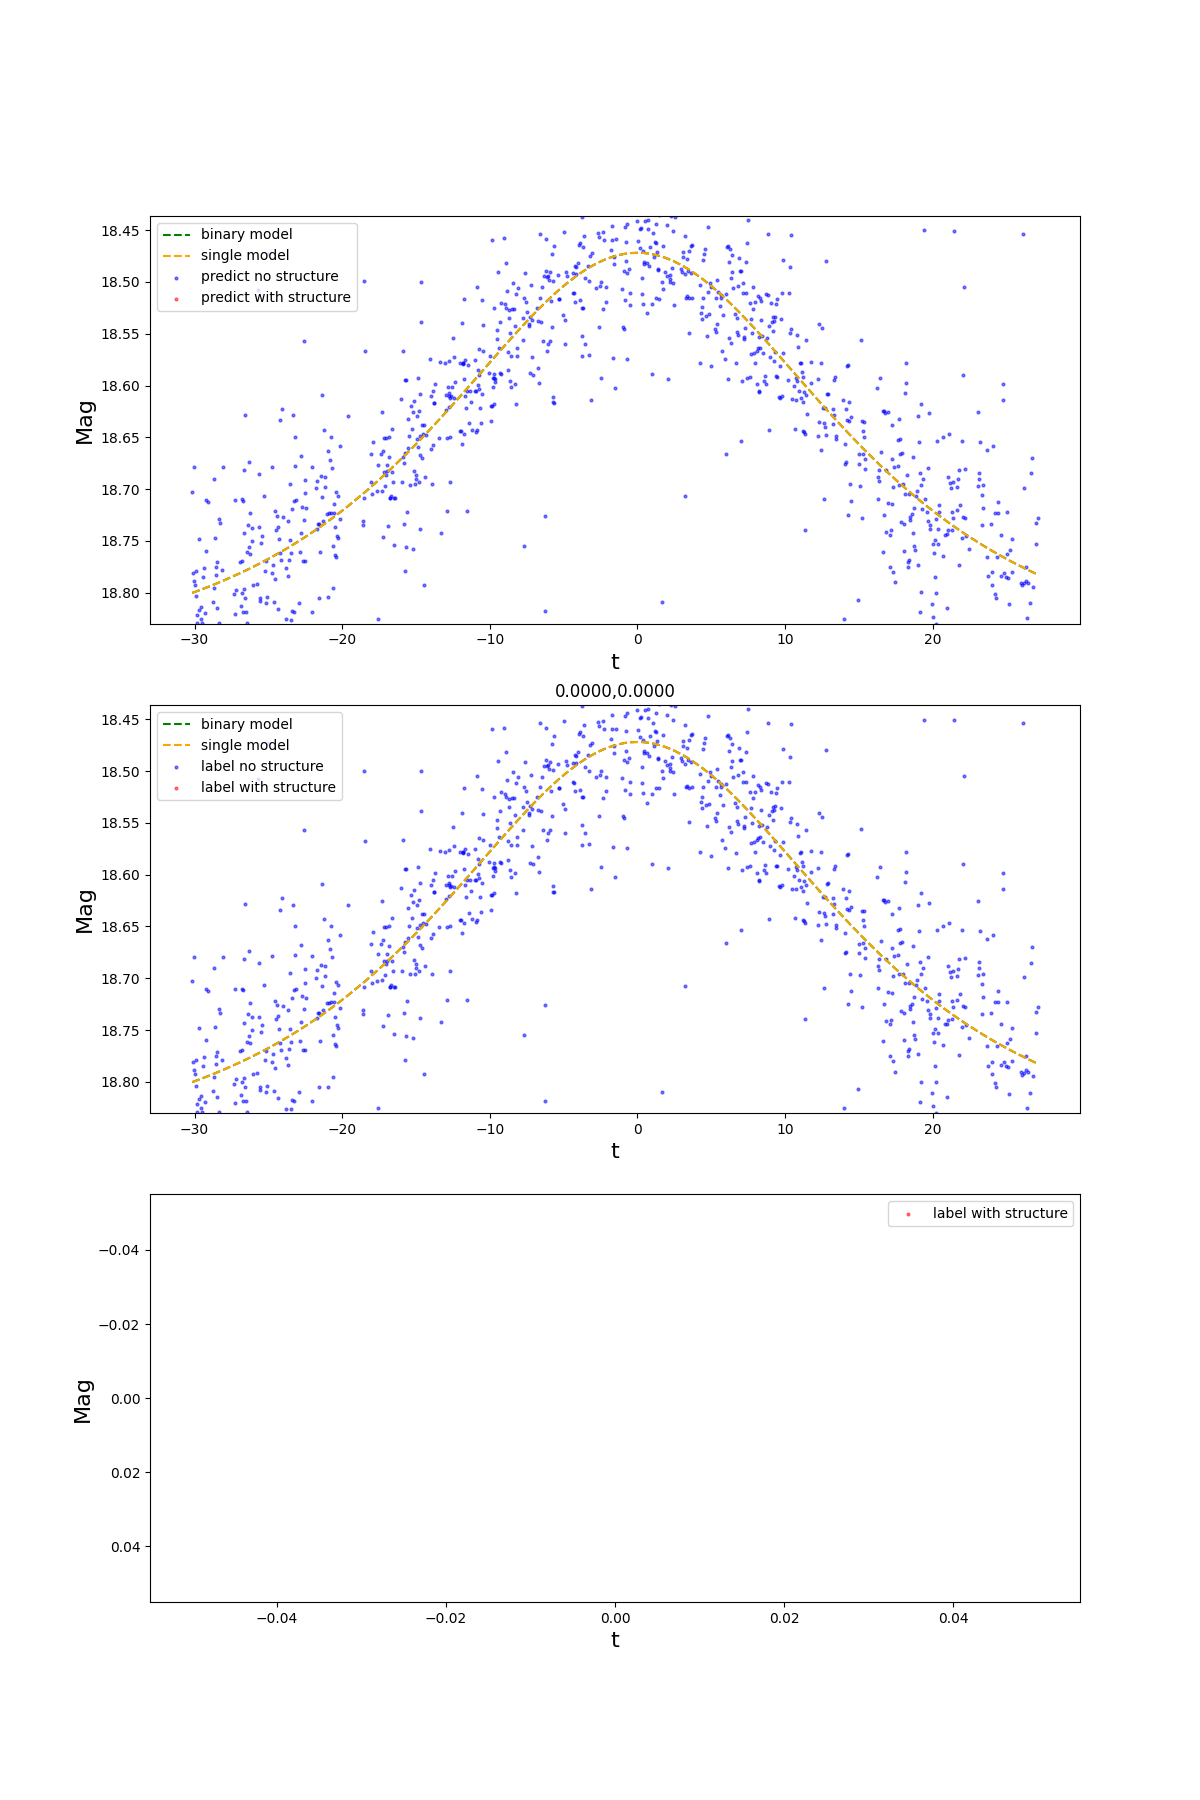 binary model
single model
predict no structure
predict with structure
18.45
18.50
18.55
18.60
18.65
18.70
18.75
18.80
Mag
−30 −20 −10 0 10 20
t
0.0000,0.0000
binary model
single model
label no structure
label with structure
18.45
18.50
18.55
18.60
18.65
18.70
18.75
18.80
Mag
−30 −20 −10 0 10 20
t
label with structure
−0.04
−0.02
0.00
0.02
0.04
Mag
−0.04 −0.02 0.00 0.02 0.04
t